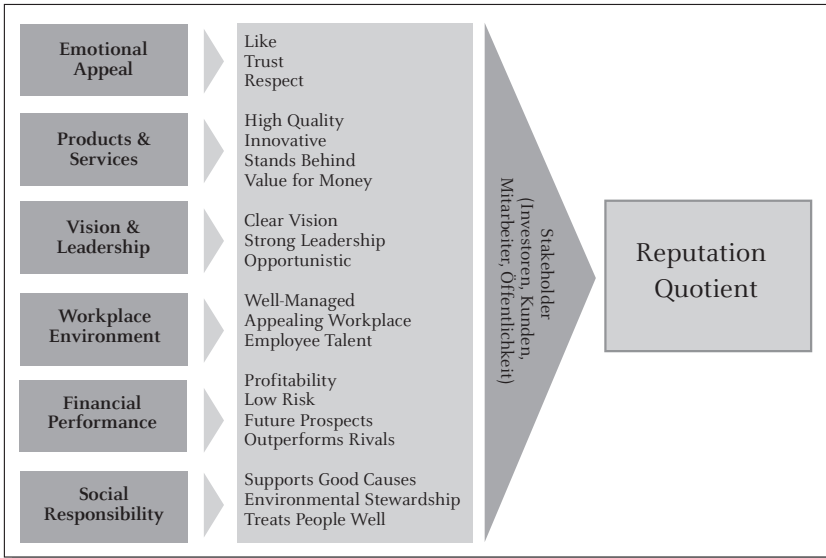 Emotional
Appeal
Like
Trust
Respect
Products &
Services
High Quality
Innovative
Stands Behind
Value for Money
Vision &
Leadership
Clear Vision
Strong Leadership
Opportunistic
Workplace
Environment
Well-Managed
Appealing Workplace
Employee Talent
Financial
Performance
Profitability
Low Risk
Future Prospects
Outperforms Rivals
Social
Responsibility
Supports Good Causes
Environmental Stewardship
Treats People Well
Stakeholder
(Investoren, Kunden,
Mitarbeiter, Öffentlichkeit)
Reputation
Quotient